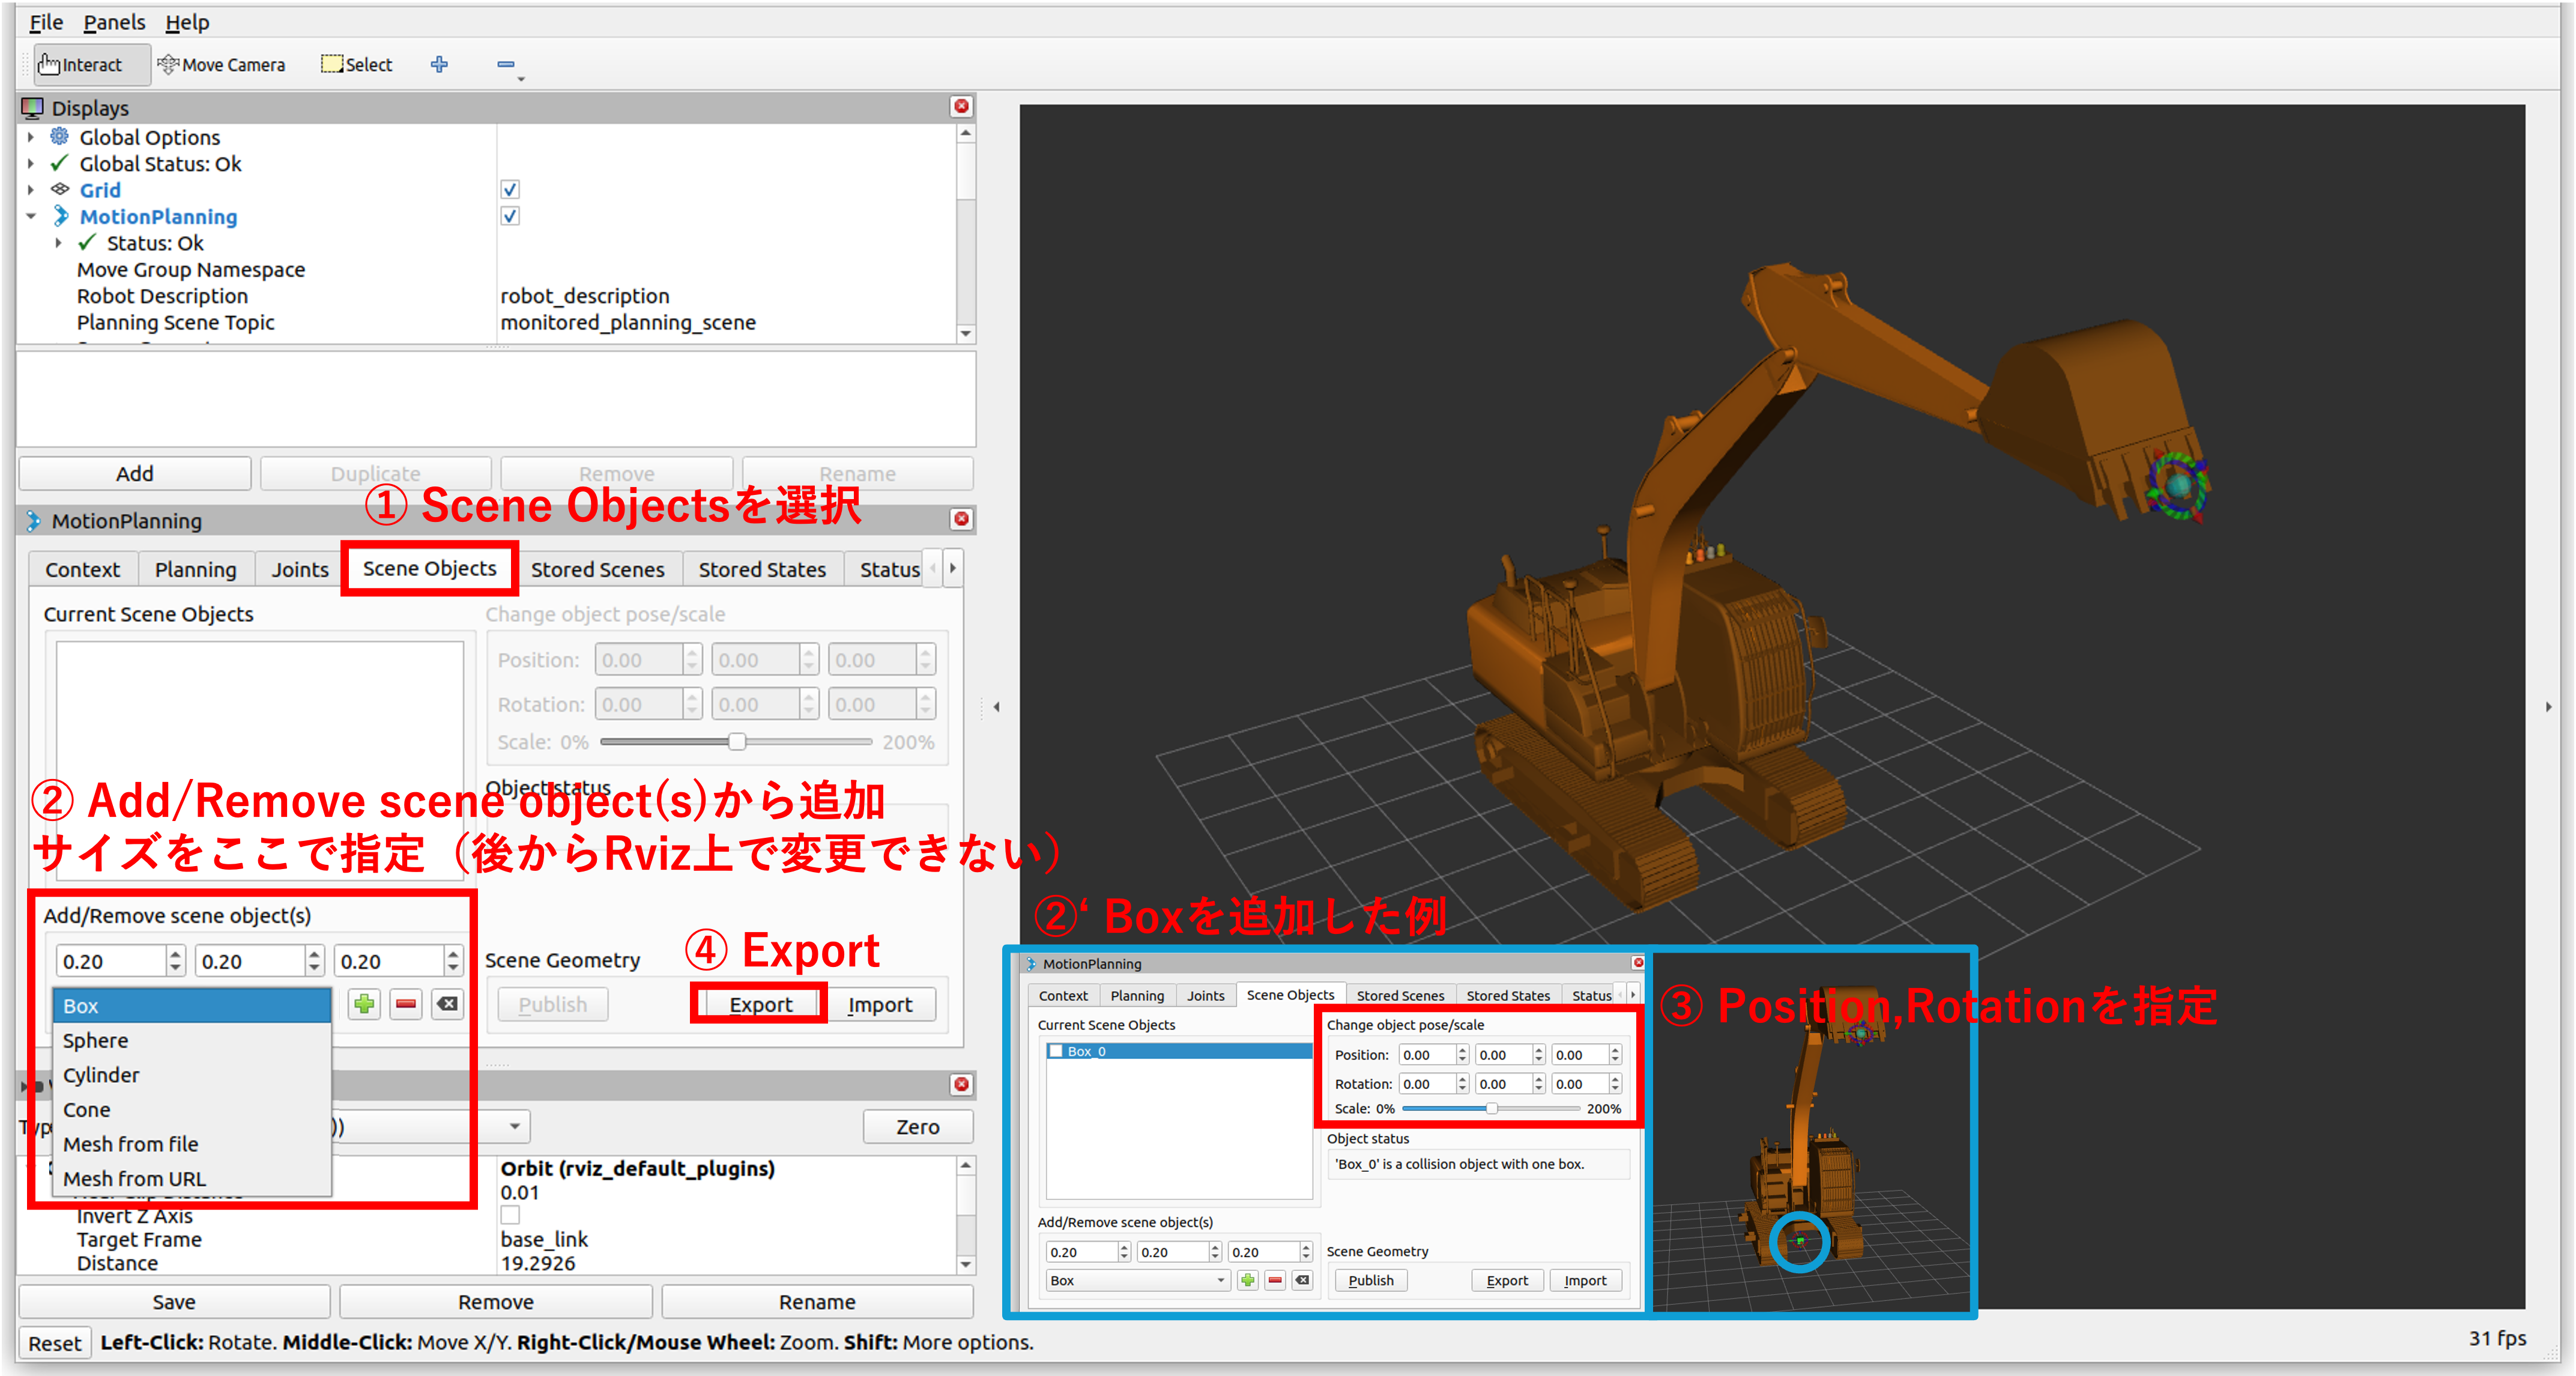 File Panels Help
Interact Move Camera Select
Displays
Global Options
Global Status: Ok
Grid
MotionPlanning
Status: Ok
Move Group Namespace
Robot Description robot_description
Planning Scene Topic monitored_planning_scene
Add Duplicate Remove Rename
① Scene Objectsを選択
MotionPlanning
Context Planning Joints Scene Objects Stored Scenes Stored States Status
Current Scene Objects
Change object pose/scale
Position: 0.00 0.00 0.00
Rotation: 0.00 0.00 0.00
Scale: 0% 200%
Object status
② Add/Remove scene object(s)から追加
サイズをここで指定（後からRviz上で変更できない）
Add/Remove scene object(s)
0.20 0.20 0.20
Box
Sphere
Cylinder
Cone
Mesh from file
Mesh from URL
④ Export
Scene Geometry
Publish Export Import
Zero
Orbit (rviz_default_plugins)
0.01
Invert Z Axis
Target Frame base_link
Distance 19.2926
Save Remove Rename
Reset Left-Click: Rotate. Middle-Click: Move X/Y. Right-Click/Mouse Wheel: Zoom. Shift: More options.
31 fps
②‘ Boxを追加した例
MotionPlanning
Context Planning Joints Scene Objects Stored Scenes Stored States Status
Current Scene Objects
Box_0
Change object pose/scale
Position: 0.00 0.00 0.00
Rotation: 0.00 0.00 0.00
Scale: 0% 200%
Object status
'Box_0' is a collision object with one box.
Add/Remove scene object(s)
0.20 0.20 0.20
Box
Scene Geometry
Publish Export Import
③ Position,Rotationを指定